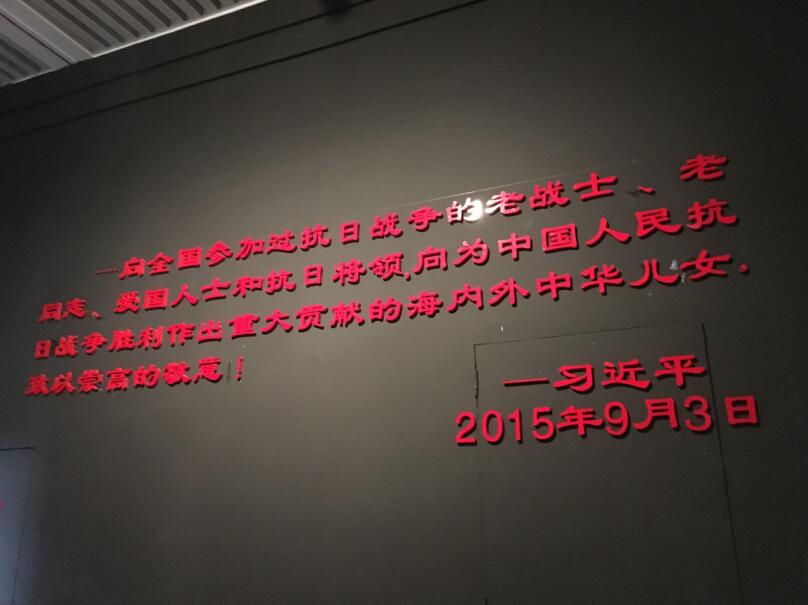 ……向全国参加过抗日战争的老战士、老
同志、爱国人士和抗日将领,向为中国人民抗
日战争胜利作出重大贡献的海内外中华儿女,
致以崇高的敬意！
—习近平
2015年9月3日